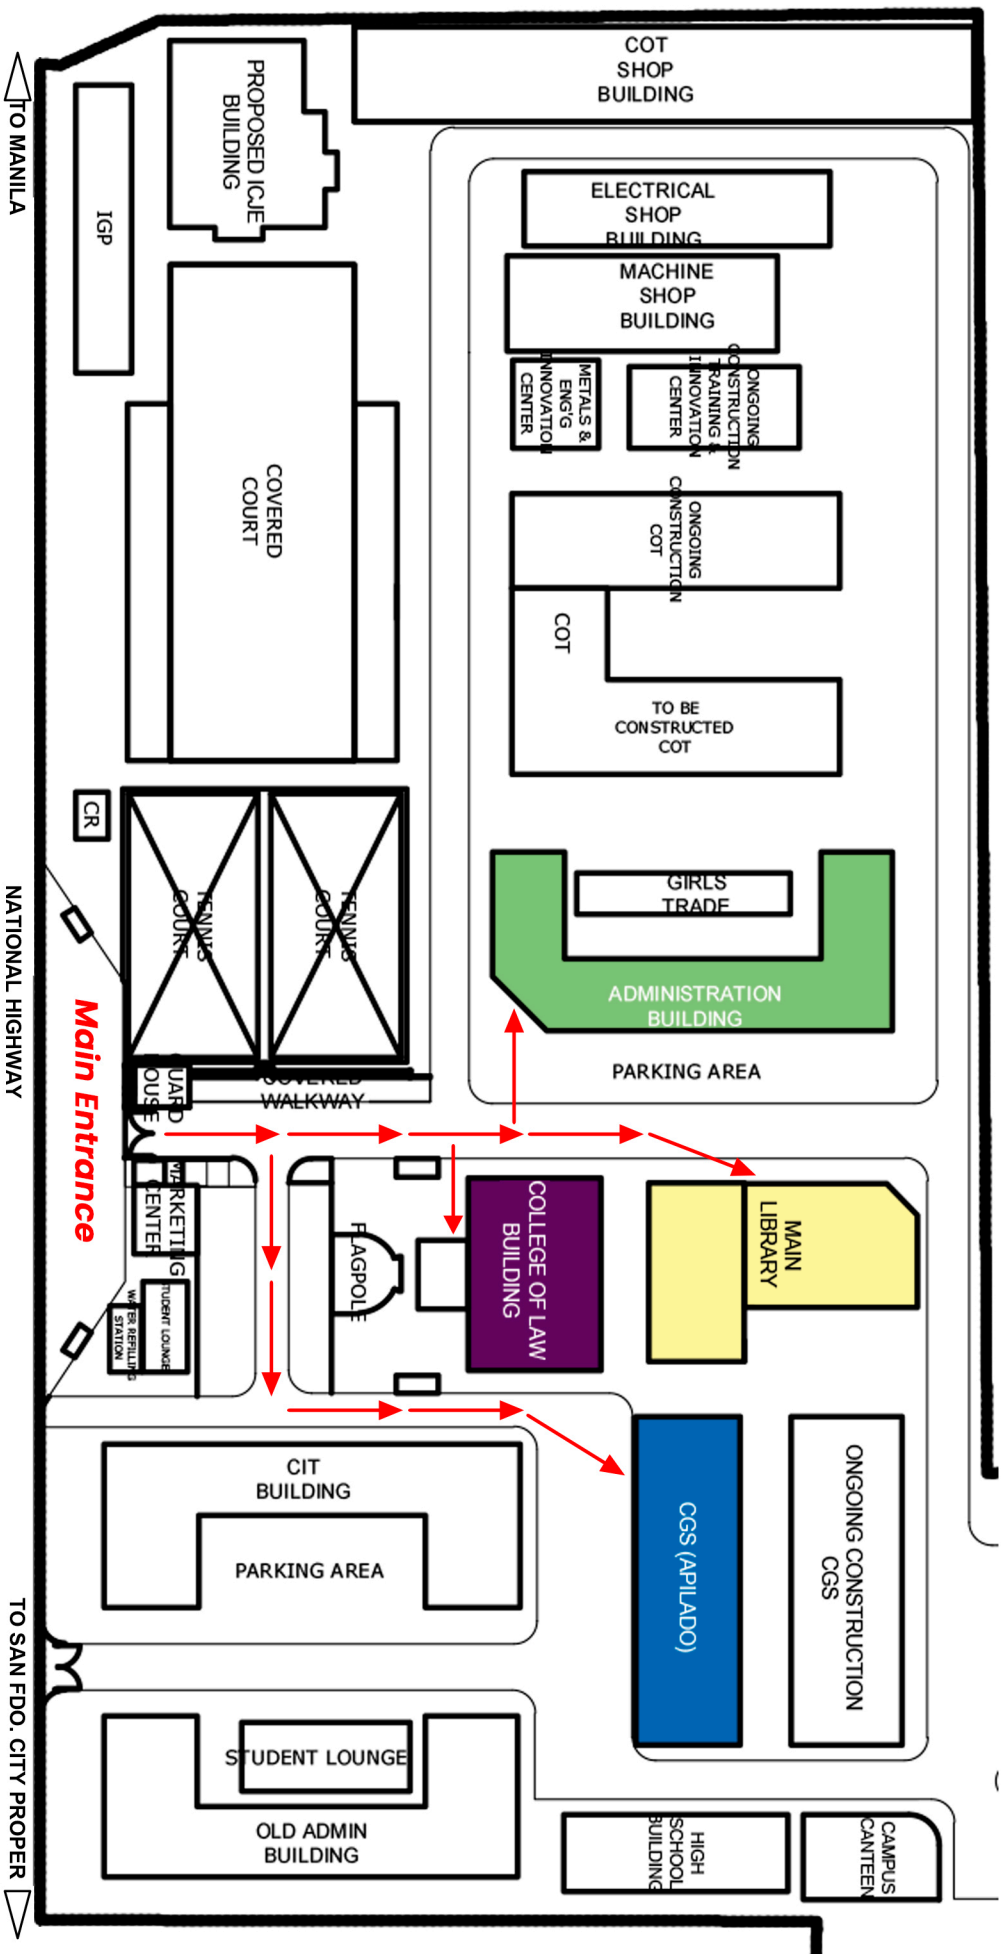 COT
SHOP
BUILDING
TO MANILA
PROPOSED ICJE
BUILDING
IGP
ELECTRICAL
SHOP
BUILDING
MACHINE
SHOP
BUILDING
METALS &
ENG'G
INNOVATION
CENTER
ONGOING
CONSTRUCTION
TRAINING &
INNOVATION
CENTER
COVERED
COURT
ONGOING
CONSTRUCTION
COT
COT
TO BE
CONSTRUCTED
COT
CR
TENNIS
COURT
TENNIS
COURT
GIRLS
TRADE
ADMINISTRATION
BUILDING
PARKING AREA
NATIONAL HIGHWAY
Main Entrance
GUARD
HOUSE
COVERED
WALKWAY
MARKETING
CENTER
FLAGPOLE
COLLEGE OF LAW
BUILDING
MAIN
LIBRARY
STUDENT LOUNGE
WATER REFILLING
STATION
CIT
BUILDING
PARKING AREA
CGS (APILADO)
ONGOING CONSTRUCTION
CGS
TO SAN FDO. CITY PROPER
STUDENT LOUNGE
OLD ADMIN
BUILDING
HIGH
SCHOOL
BUILDING
CAMPUS
CANTEEN